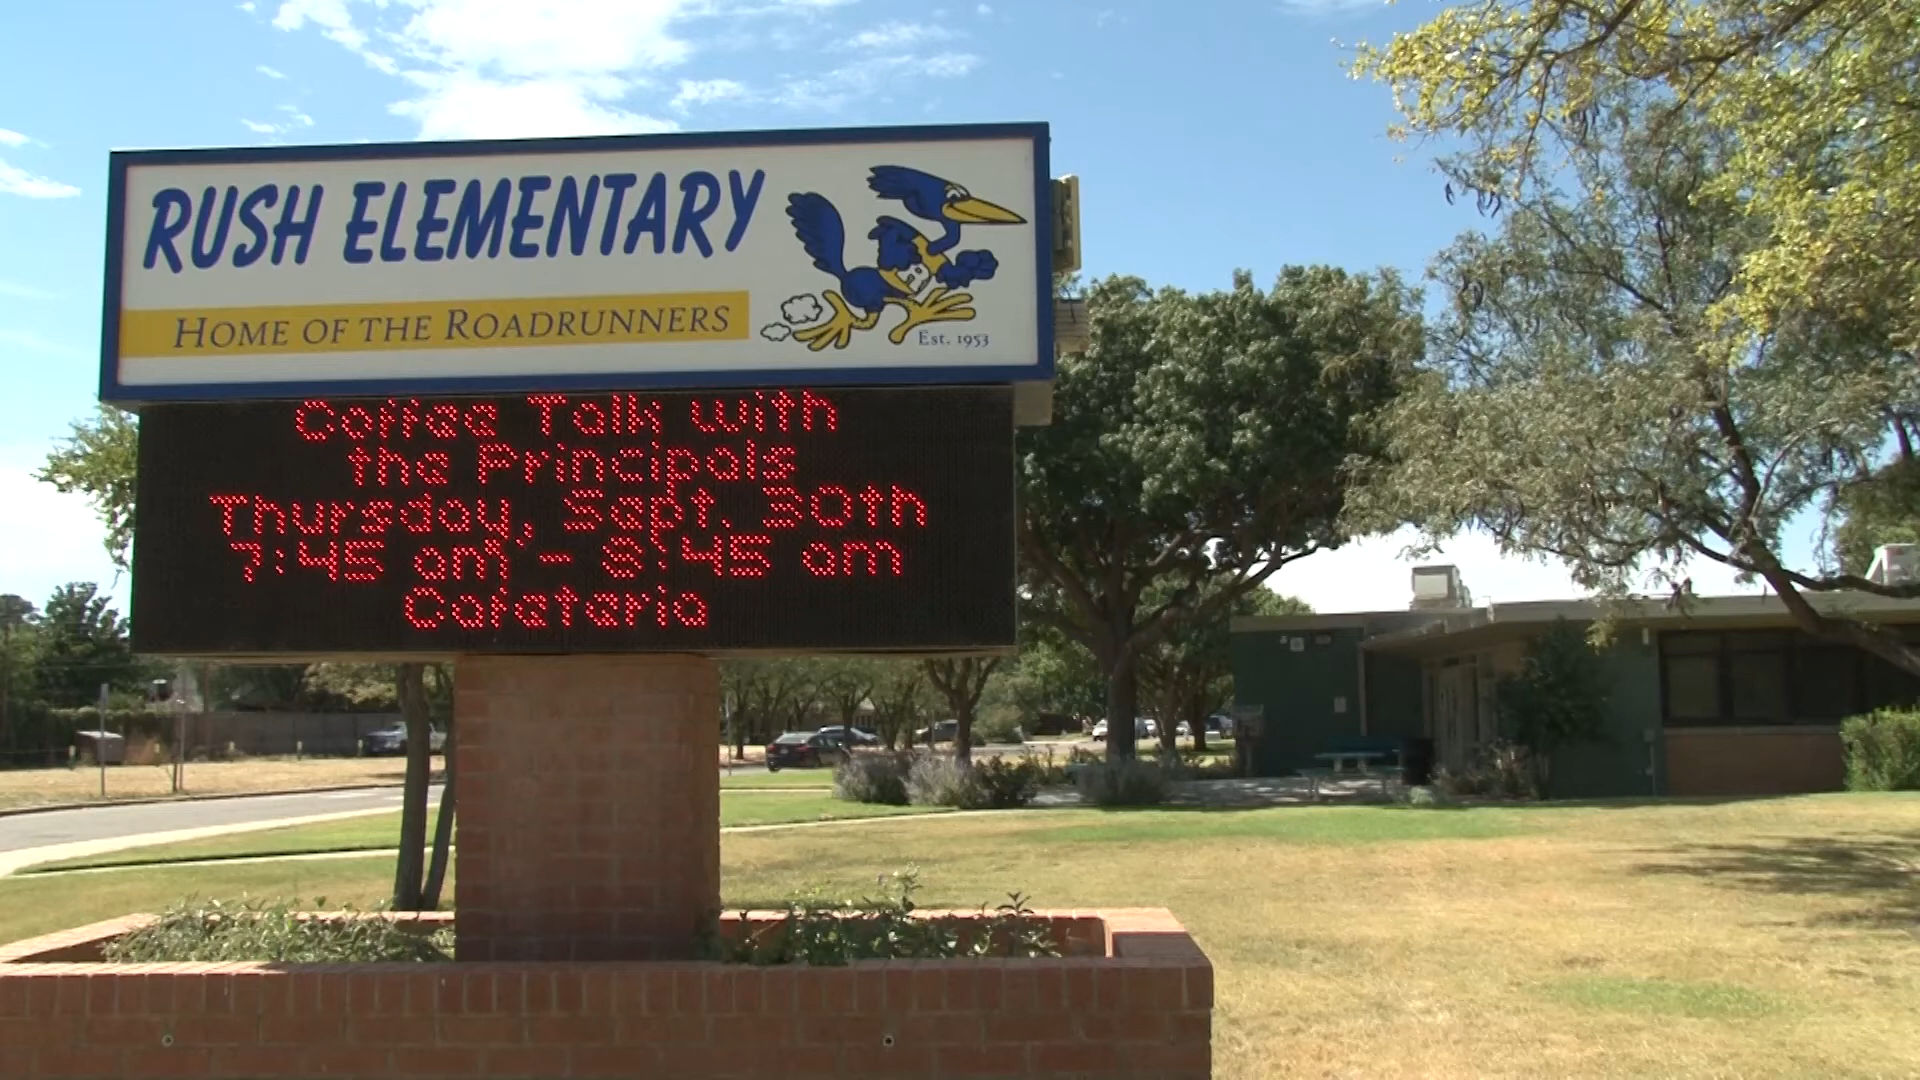 RUSH ELEMENTARY
HOME OF THE ROADRUNNERS
R
Est. 1953
Coffee Talk with
the Principals
Thursday, Sept. 30th
7:45 am - 8:45 am
Cafeteria